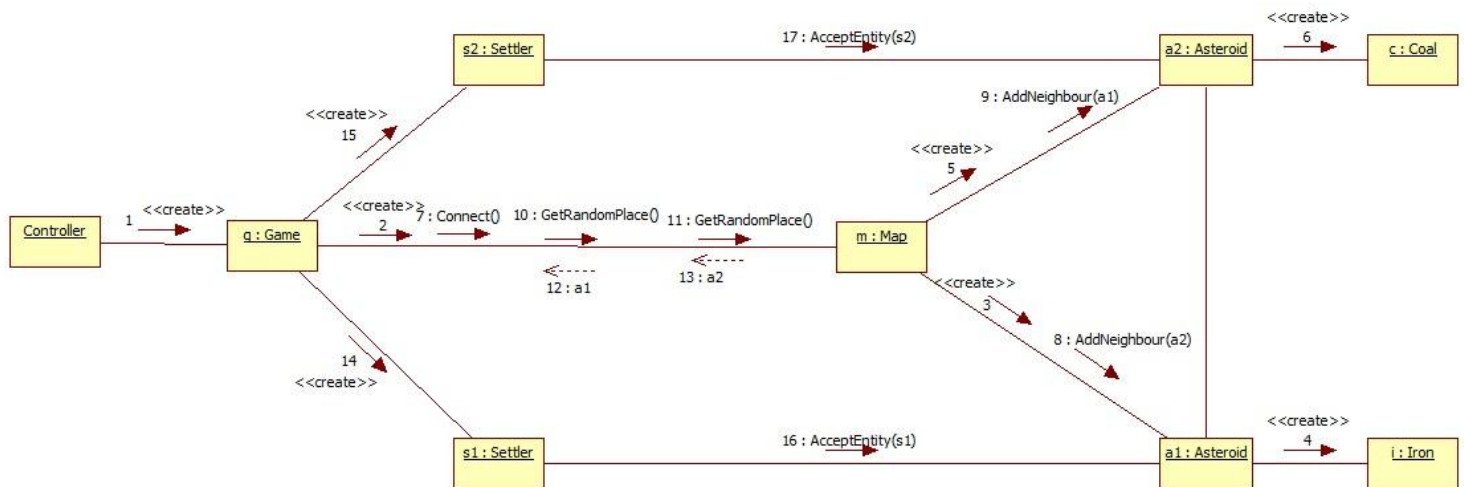 <<create>>
6
17 : AcceptEntity(s2)
s2 : Settler
a2 : Asteroid
c : Coal
9 : AddNeighbour(a1)
<<create>>
15
<<create>>
5
<<create>>
1
<<create>>
2
7 : Connect()
10 : GetRandomPlace()
11 : GetRandomPlace()
Controller
g : Game
m : Map
12 : a1
13 : a2
<<create>>
3
8 : AddNeighbour(a2)
14
<<create>>
<<create>>
4
16 : AcceptEntity(s1)
s1 : Settler
a1 : Asteroid
i : Iron